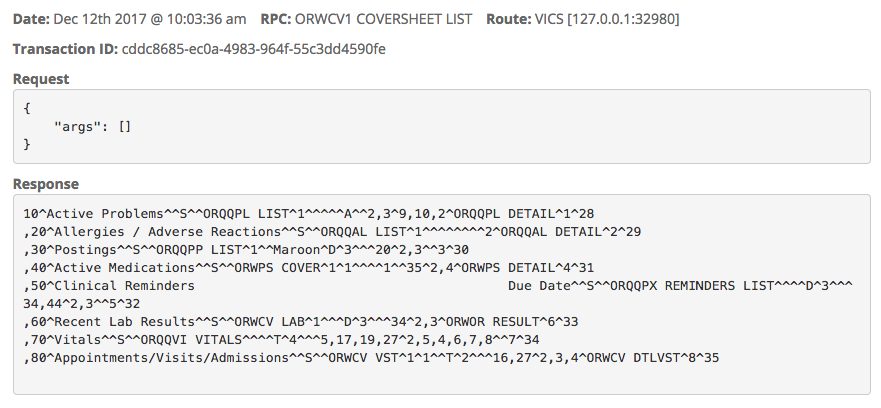 Date: Dec 12th 2017 @ 10:03:36 am RPC: ORWCV1 COVERSHEET LIST Route: VICS [127.0.0.1:32980]
Transaction ID: cddc8685-ec0a-4983-964f-55c3dd4590fe
Request
{
    "args": []
}
Response
10^Active Problems^^S^^ORQQPL LIST^1^^^^^A^^2,3^9,10,2^ORQQPL DETAIL^1^28
,20^Allergies / Adverse Reactions^^S^^ORQQAL LIST^1^^^^^^^^2^ORQQAL DETAIL^2^29
,30^Postings^^S^^ORQQPP LIST^1^^Maroon^D^3^^^20^2,3^^3^30
,40^Active Medications^^S^^ORWPS COVER^1^1^^^^1^^35^2,4^ORWPS DETAIL^4^31
,50^Clinical Reminders                                        Due Date^^S^^ORQQPX REMINDERS LIST^^^^D^3^^^
34,44^2,3^^5^32
,60^Recent Lab Results^^S^^ORWCV LAB^1^^^D^3^^^34^2,3^ORWOR RESULT^6^33
,70^Vitals^^S^^ORQQVI VITALS^^^^T^4^^^5,17,19,27^2,5,4,6,7,8^^7^34
,80^Appointments/Visits/Admissions^^S^^ORWCV VST^1^1^^T^2^^^16,27^2,3,4^ORWCV DTLVST^8^35